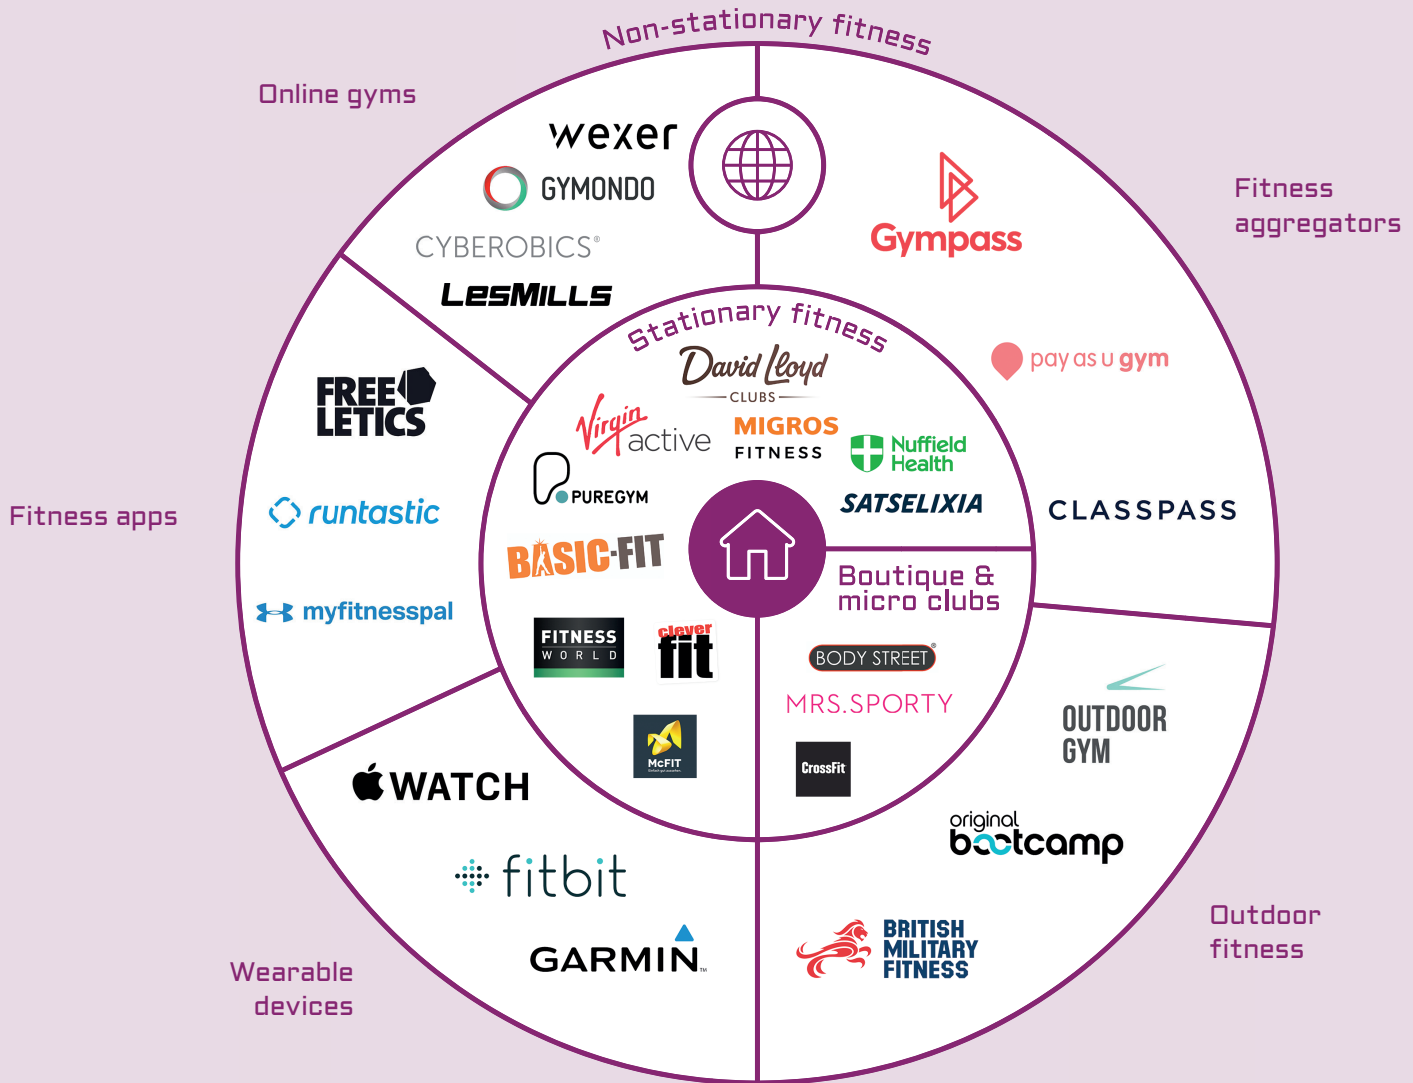 Non-stationary fitness
Online gyms
wexer
GYMONDO
CYBEROBICS®
LESMILLS
Fitness
aggregators
Gympass
pay as u gym
CLASSPASS
Stationary fitness
David Lloyd
CLUBS
Virgin
active
MIGROS
FITNESS
Nuffield
Health
PUREGYM
SATSELIXIA
BASIC-FIT
FITNESS
WORLD
clever
fit
McFIT
Boutique &
micro clubs
BODY STREET®
MRS.SPORTY
CrossFit
Fitness apps
FREE
LETICS
runtastic
myfitnesspal
Wearable
devices
WATCH
fitbit
GARMIN™
Outdoor
fitness
OUTDOOR
GYM
original
bootcamp
BRITISH
MILITARY
FITNESS